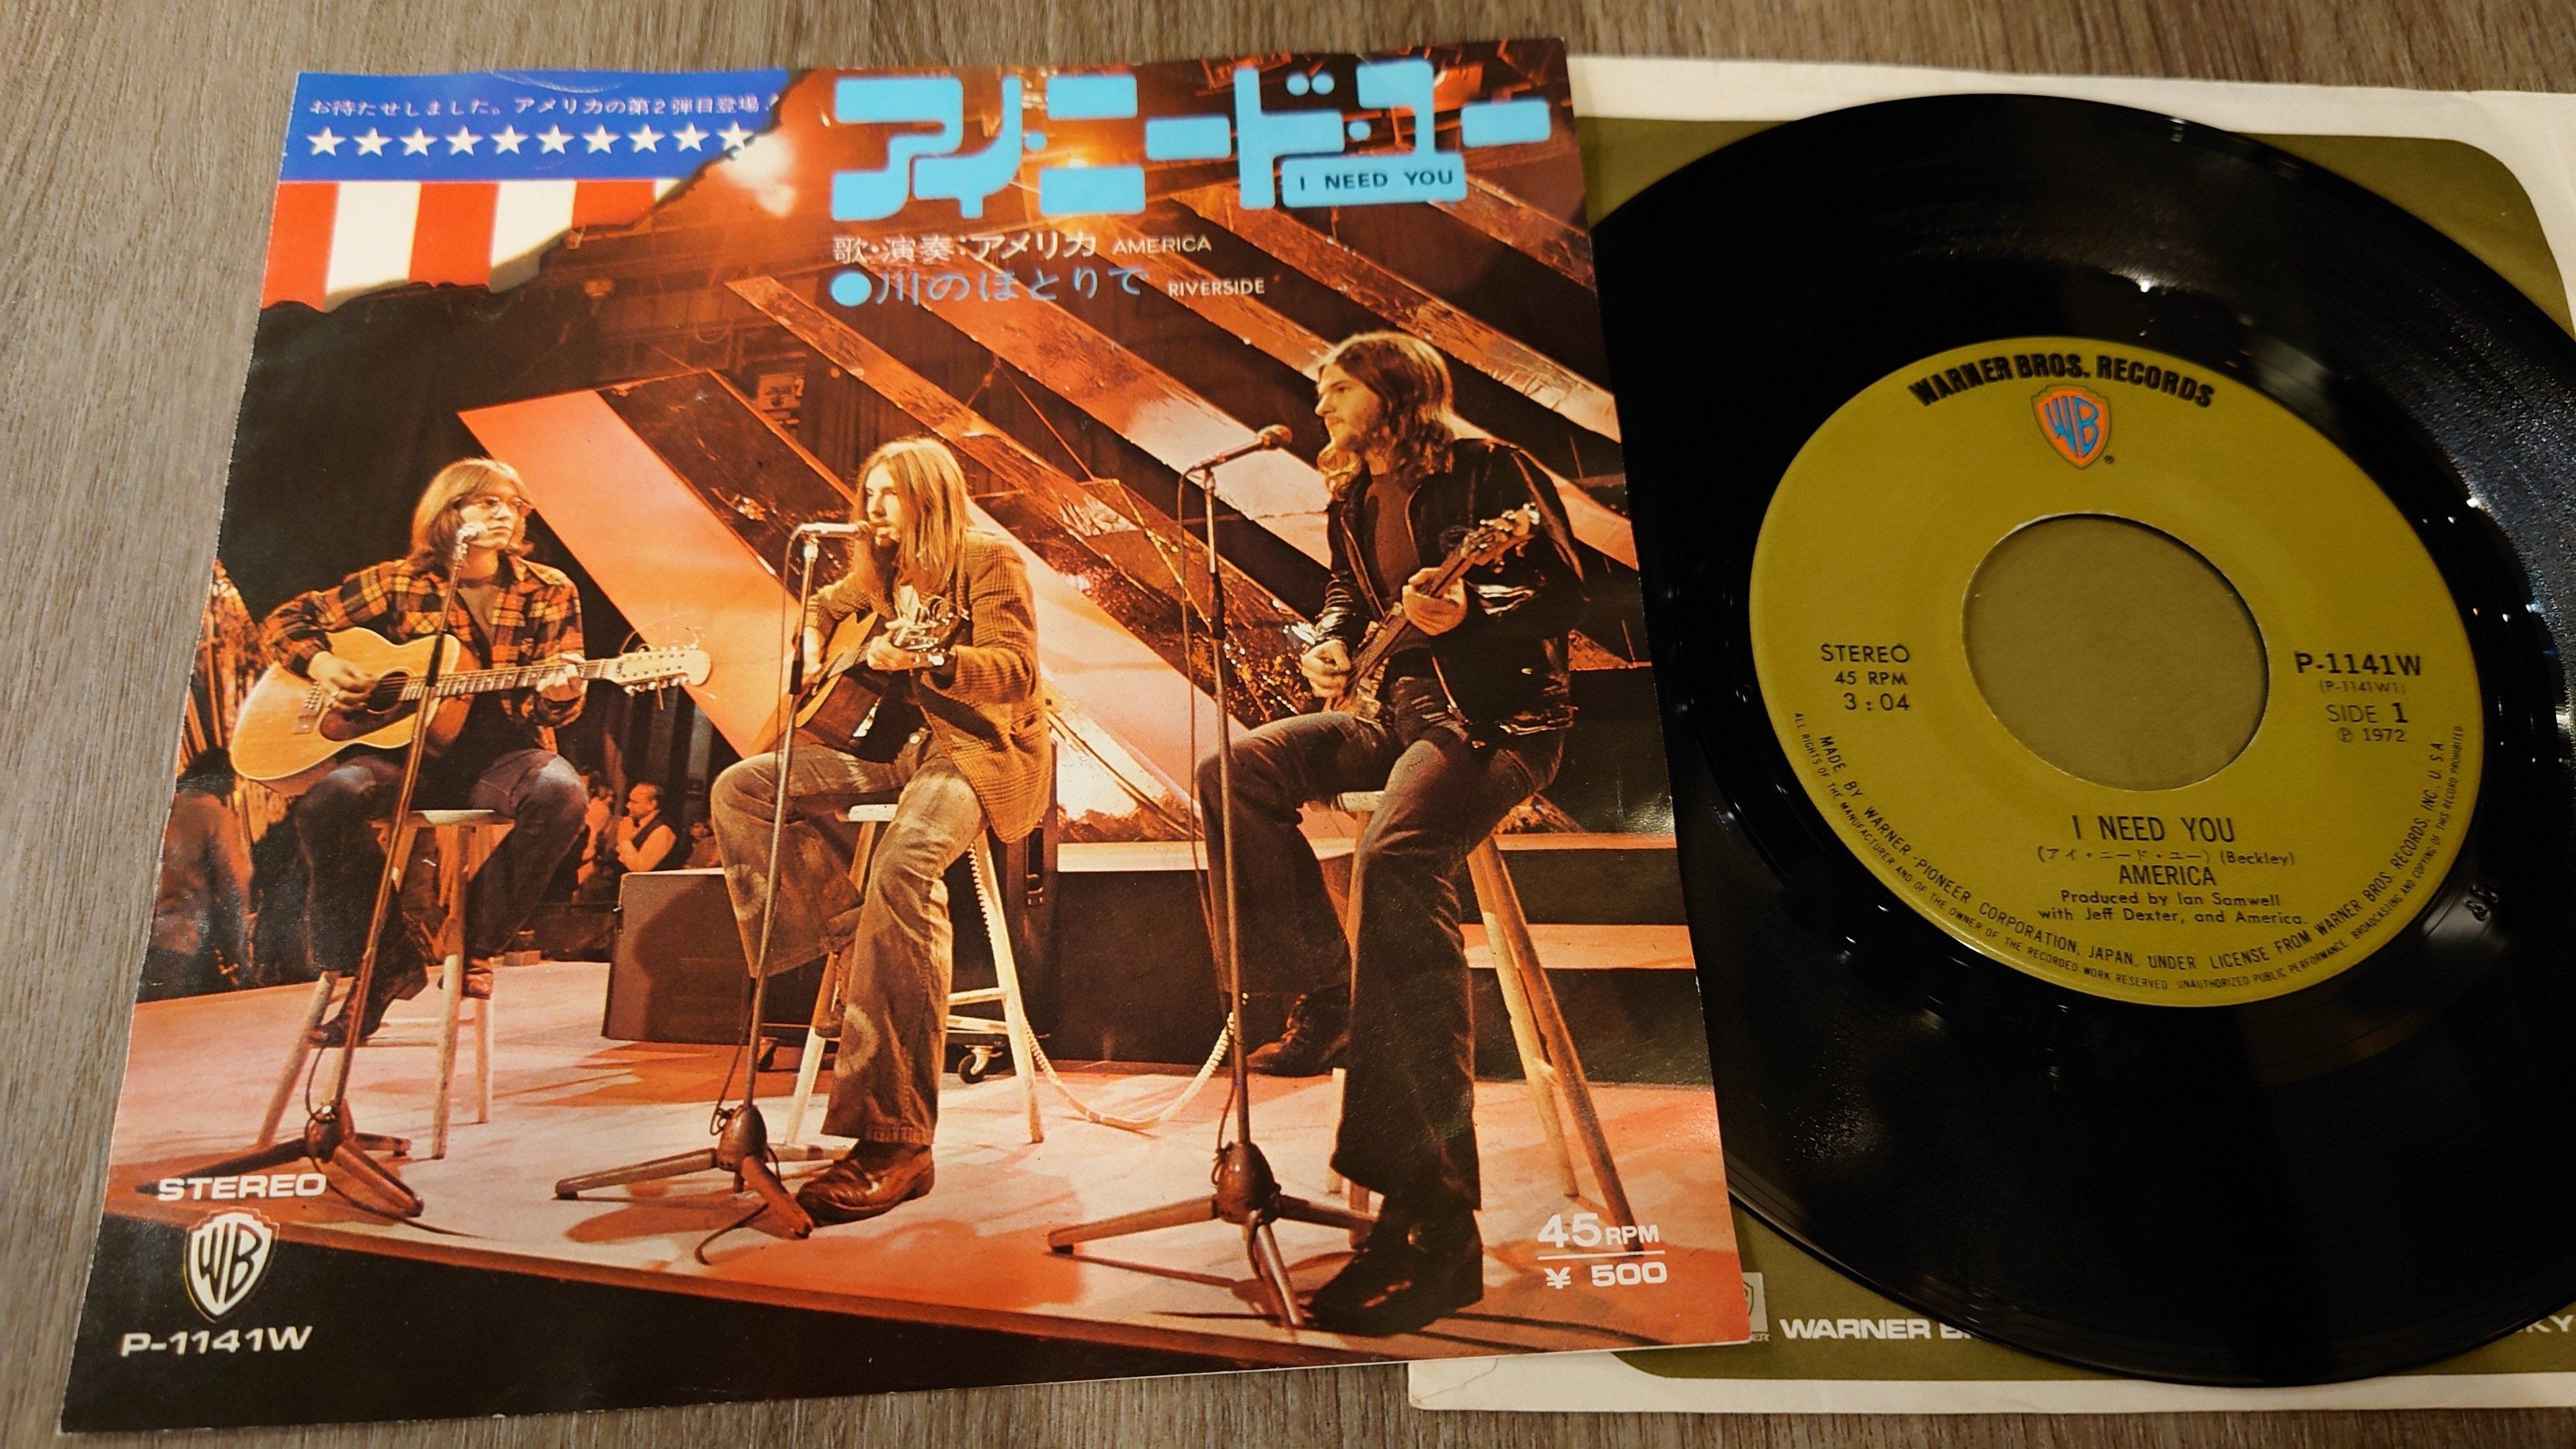 お待たせしました。アメリカの第2弾目登場!
アイ・ニード・ユー
I NEED YOU
歌・演奏:アメリカ AMERICA
●川のほとりで RIVERSIDE
STEREO
WB
P-1141W
45RPM
¥ 500
WARNER BROS. RECORDS
WB
STEREO
45 RPM
3:04
P-1141W
(P-1141W1)
SIDE 1
Ⓟ 1972
I NEED YOU
(アイ・ニード・ユー) (Beckley)
AMERICA
Produced by Ian Samwell
with Jeff Dexter, and America.
MADE BY WARNER-PIONEER CORPORATION, JAPAN, UNDER LICENSE FROM WARNER BROS. RECORDS, INC., U.S.A.
ALL RIGHTS OF THE MANUFACTURER AND OF THE OWNER OF THE RECORDED WORK RESERVED. UNAUTHORIZED PUBLIC PERFORMANCE, BROADCASTING AND COPYING OF THIS RECORD PROHIBITED
WARNER